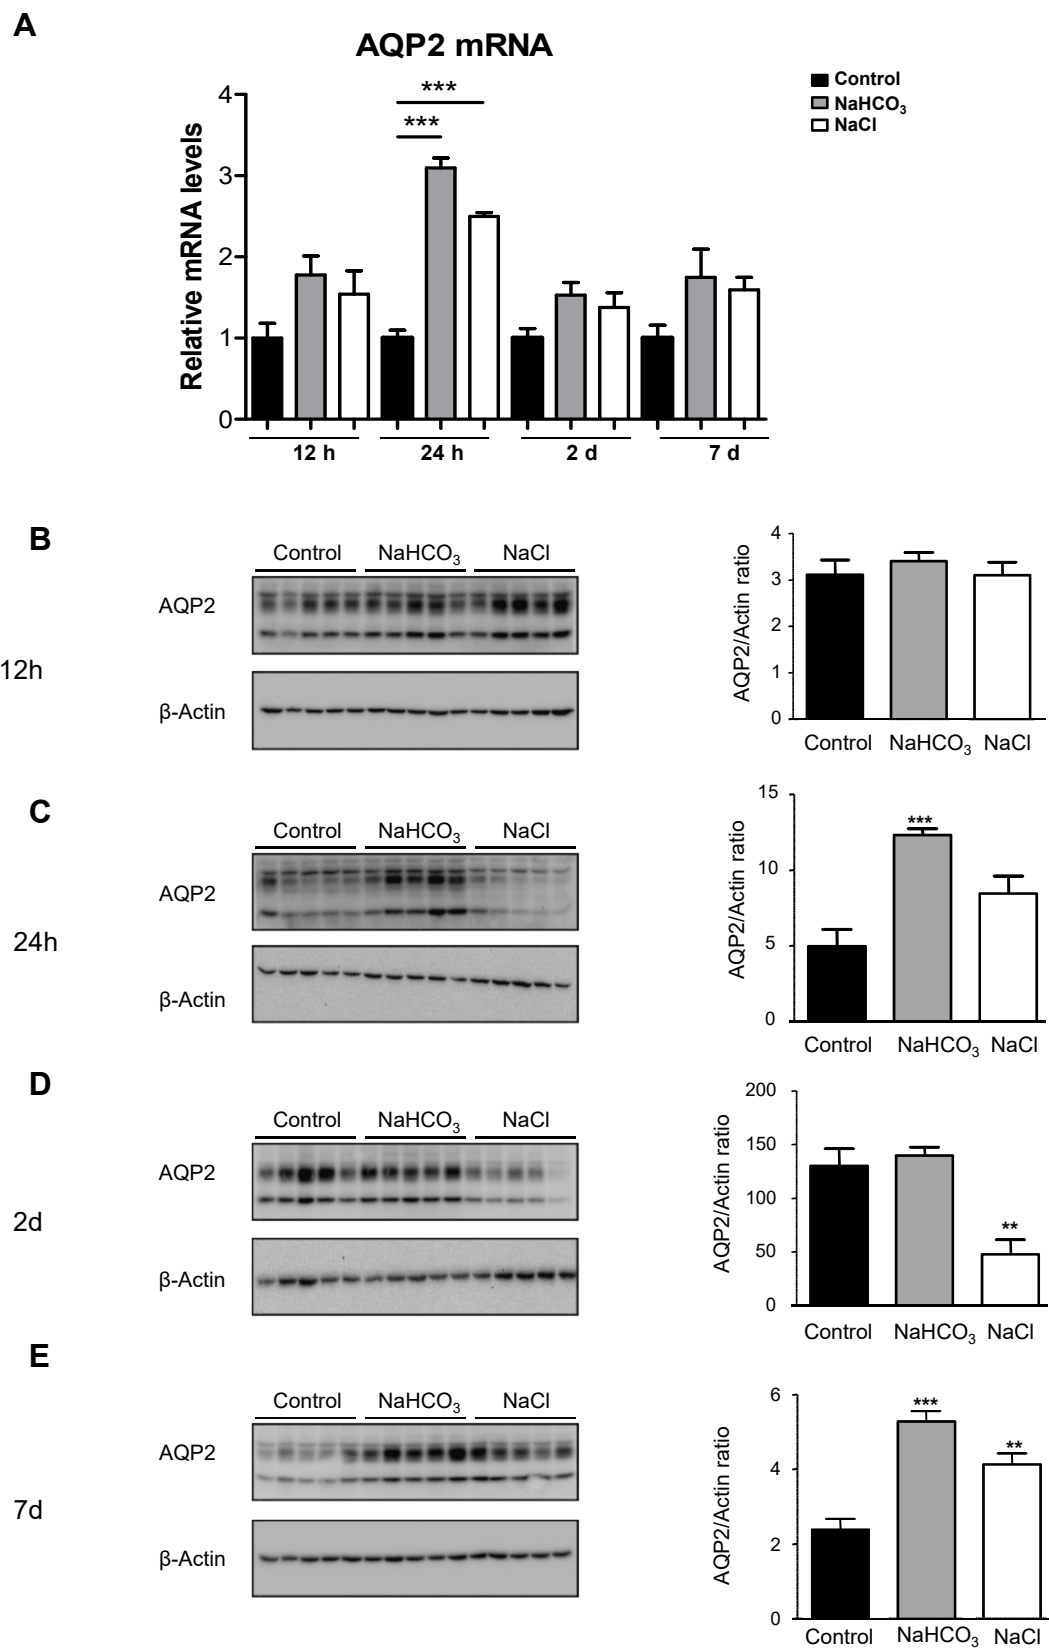 A
AQP2 mRNA
Control
NaHCO3
NaCl
Relative mRNA levels
4
3
2
1
0
***
***
12 h 24 h 2 d 7 d
B
12h
Control NaHCO3 NaCl
AQP2
β-Actin
AQP2/Actin ratio
4
3
2
1
0
Control NaHCO3 NaCl
C
24h
Control NaHCO3 NaCl
AQP2
β-Actin
AQP2/Actin ratio
15
10
5
0
***
Control NaHCO3 NaCl
D
2d
Control NaHCO3 NaCl
AQP2
β-Actin
AQP2/Actin ratio
200
150
100
50
0
**
Control NaHCO3 NaCl
E
7d
Control NaHCO3 NaCl
AQP2
β-Actin
AQP2/Actin ratio
6
4
2
0
***
**
Control NaHCO3 NaCl